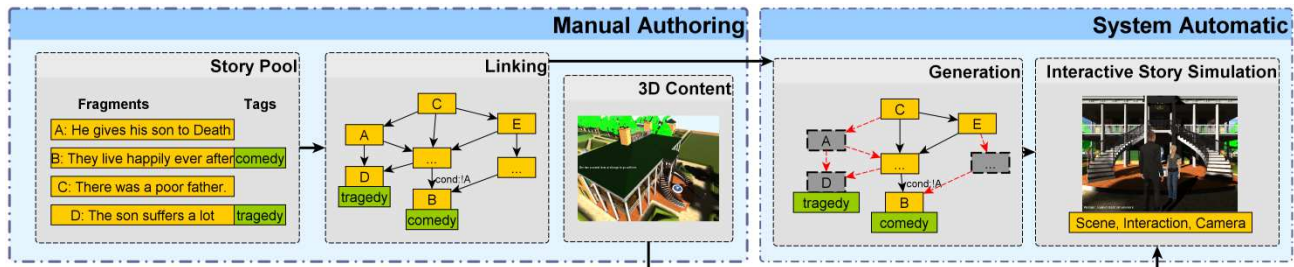 Manual Authoring
Story Pool
Fragments Tags
A: He gives his son to Death
B: They live happily ever after comedy
C: There was a poor father.
D: The son suffers a lot tragedy
Linking
C
A
E
...
...
D
cond:!A
tragedy
B
comedy
3D Content
System Automatic
Generation
C
A
E
...
...
D
cond:!A
tragedy
B
comedy
Interactive Story Simulation
Scene, Interaction, Camera